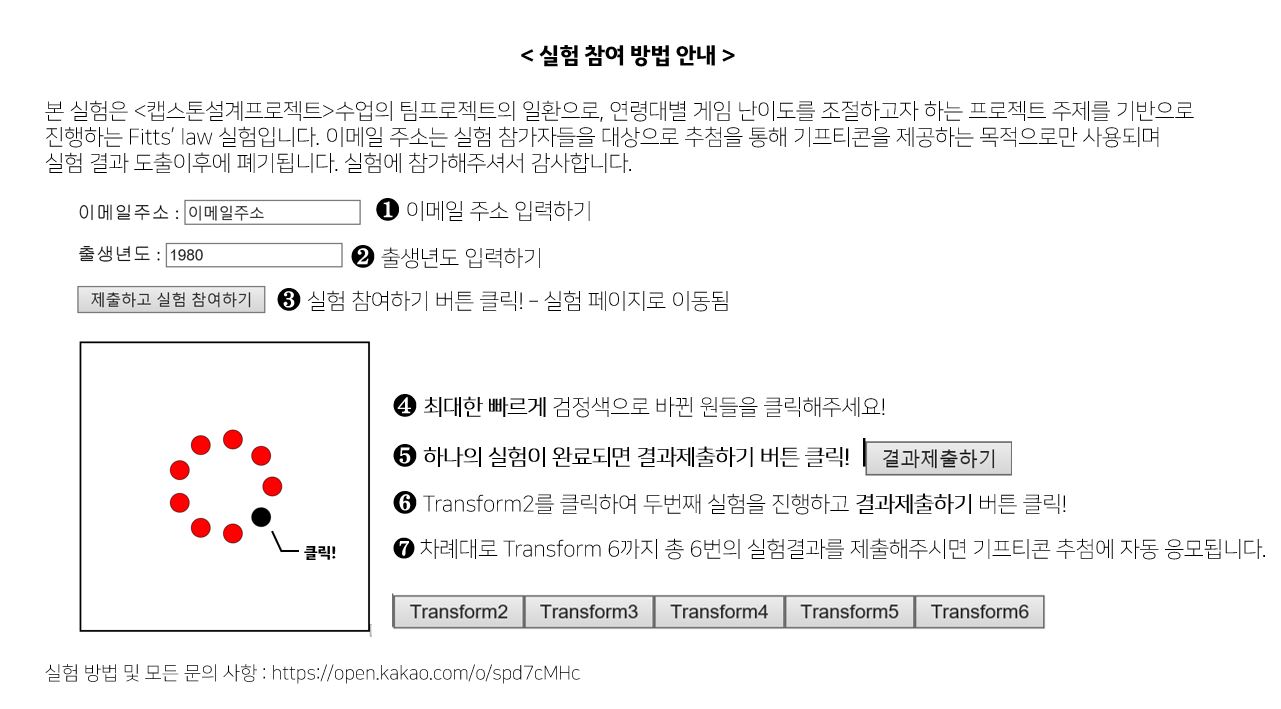 < 실험 참여 방법 안내 >
본 실험은 <캡스톤설계프로젝트>수업의 팀프로젝트의 일환으로, 연령대별 게임 난이도를 조절하고자 하는 프로젝트 주제를 기반으로
진행하는 Fitts’ law 실험입니다. 이메일 주소는 실험 참가자들을 대상으로 추첨을 통해 기프티콘을 제공하는 목적으로만 사용되며
실험 결과 도출이후에 폐기됩니다. 실험에 참가해주셔서 감사합니다.
이메일주소 : 이메일주소 ❶ 이메일 주소 입력하기
출생년도 : 1980 ❷ 출생년도 입력하기
제출하고 실험 참여하기 ❸ 실험 참여하기 버튼 클릭! – 실험 페이지로 이동됨
❹ 최대한 빠르게 검정색으로 바뀐 원들을 클릭해주세요!
❺ 하나의 실험이 완료되면 결과제출하기 버튼 클릭! 결과제출하기
❻ Transform2를 클릭하여 두번째 실험을 진행하고 결과제출하기 버튼 클릭!
클릭!
❼ 차례대로 Transform 6까지 총 6번의 실험결과를 제출해주시면 기프티콘 추첨에 자동 응모됩니다.
Transform2 Transform3 Transform4 Transform5 Transform6
실험 방법 및 모든 문의 사항 : https://open.kakao.com/o/spd7cMHc